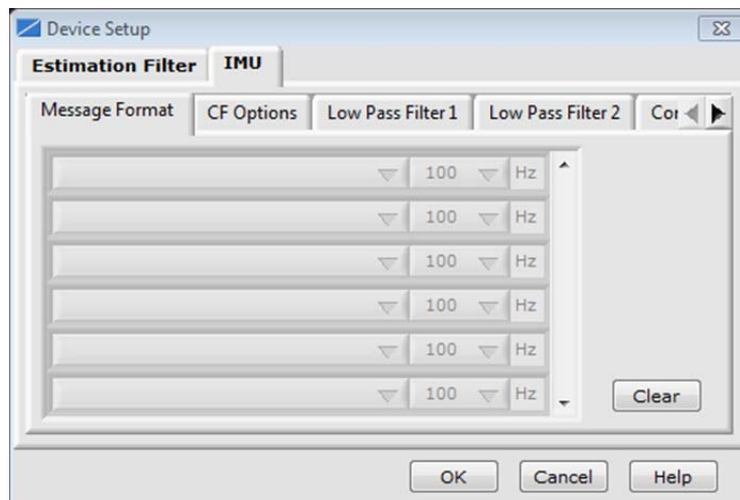 Device Setup
Estimation Filter IMU
Message Format CF Options Low Pass Filter 1 Low Pass Filter 2
100 Hz
100 Hz
100 Hz
100 Hz
100 Hz
100 Hz
Clear
OK Cancel Help